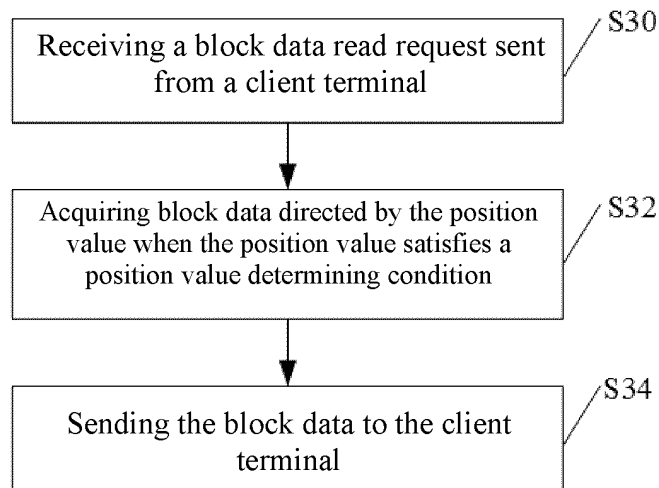 S30
Receiving a block data read request sent
from a client terminal
S32
Acquiring block data directed by the position
value when the position value satisfies a
position value determining condition
S34
Sending the block data to the client
terminal